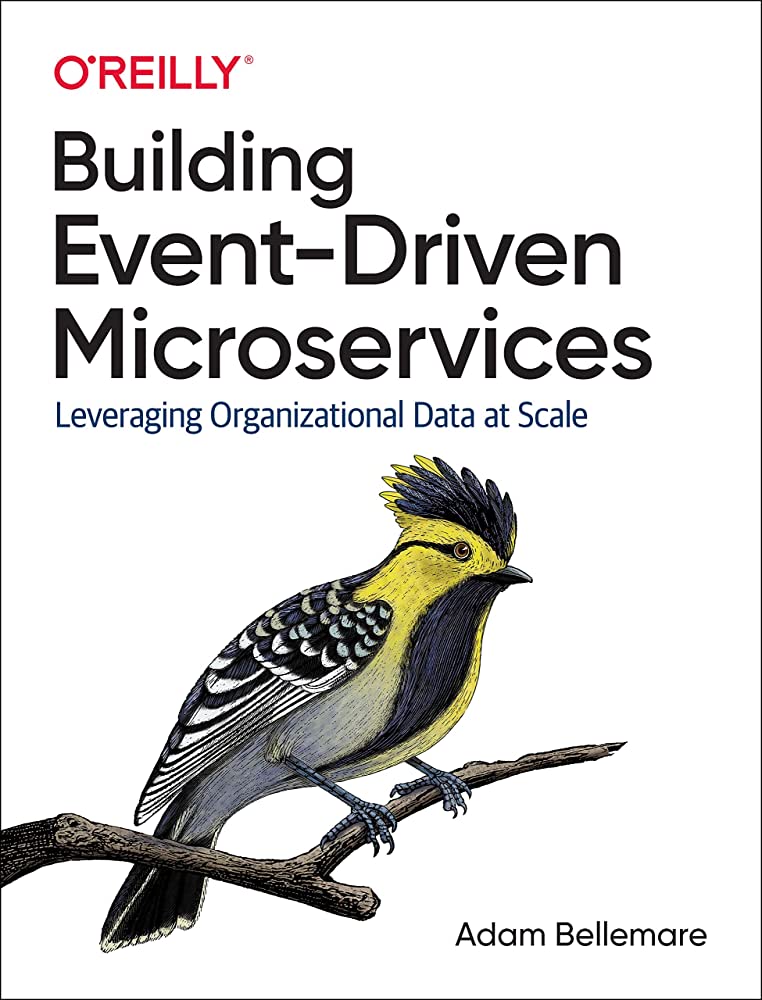 O'REILLY®
Building
Event-Driven
Microservices
Leveraging Organizational Data at Scale
Adam Bellemare